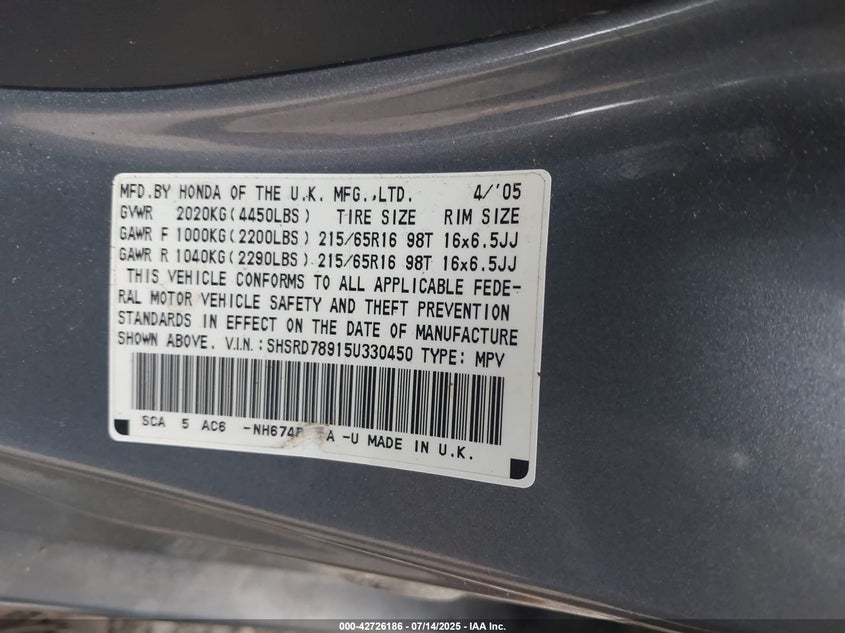 MFD.BY HONDA OF THE U.K. MFG.,LTD. 4/'05
GVWR 2020KG(4450LBS) TIRE SIZE RIM SIZE
GAWR F 1000KG(2200LBS) 215/65R16 98T 16x6.5JJ
GAWR R 1040KG(2290LBS) 215/65R16 98T 16x6.5JJ
THIS VEHICLE CONFORMS TO ALL APPLICABLE FEDE-
RAL MOTOR VEHICLE SAFETY AND THEFT PREVENTION
STANDARDS IN EFFECT ON THE DATE OF MANUFACTURE
SHOWN ABOVE. V.I.N.:SHSRD78915U330450 TYPE: MPV
SCA 5 AC6 A -U MADE IN U.K.
000-42726186 - 07/14/2025 - IAA Inc.